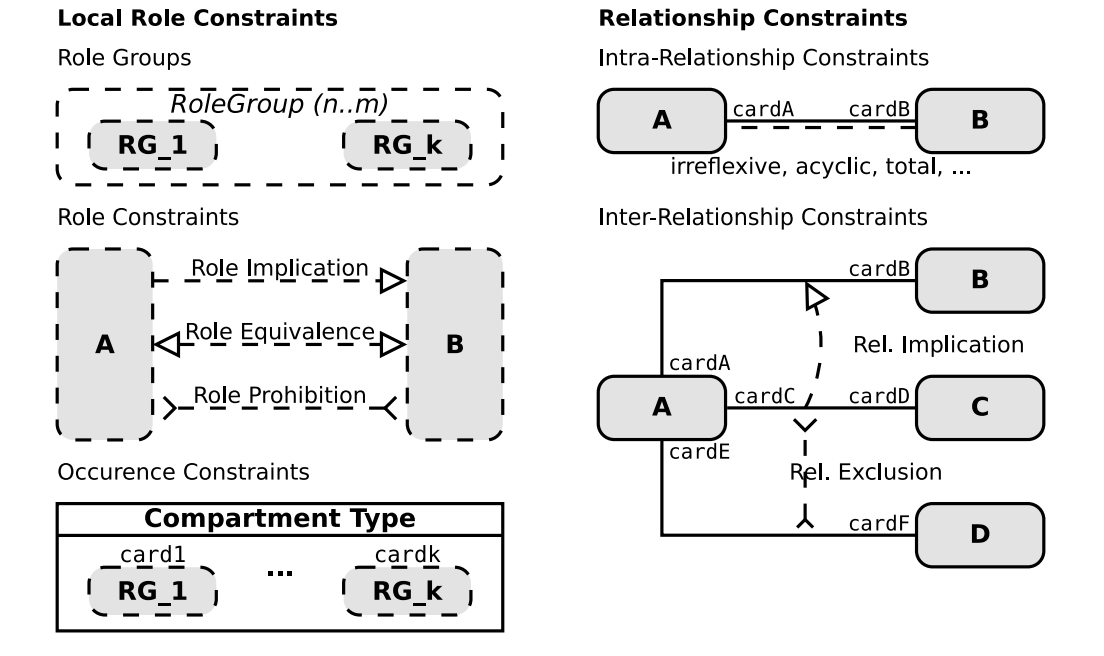 Local Role Constraints
Role Groups
RoleGroup (n..m)
RG_1 RG_k
Role Constraints
A
Role Implication
Role Equivalence
Role Prohibition
B
Occurence Constraints
Compartment Type
card1 ... cardk
RG_1 RG_k
Relationship Constraints
Intra-Relationship Constraints
A cardA cardB B
irreflexive, acyclic, total, ...
Inter-Relationship Constraints
cardB B
Rel. Implication
cardA
A cardC cardD C
cardE
Rel. Exclusion
cardF D